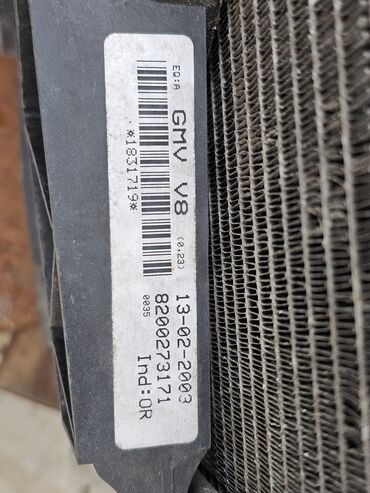 EQ:A
GMV V8 (0,23) 13-02-2003
8200273171
*1831719* 0035 Ind:OR